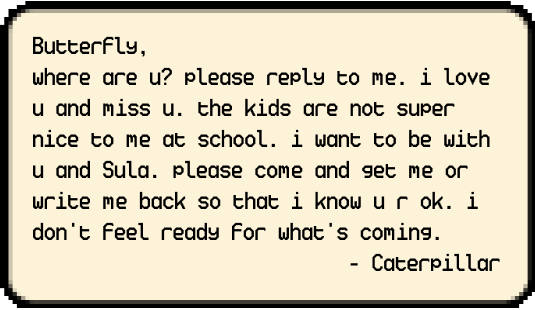 Butterfly,
where are u? please reply to me. i love
u and miss u. the kids are not super
nice to me at school. i want to be with
u and Sula. please come and get me or
write me back so that i know u r ok. i
don't feel ready for what's coming.
- Caterpillar